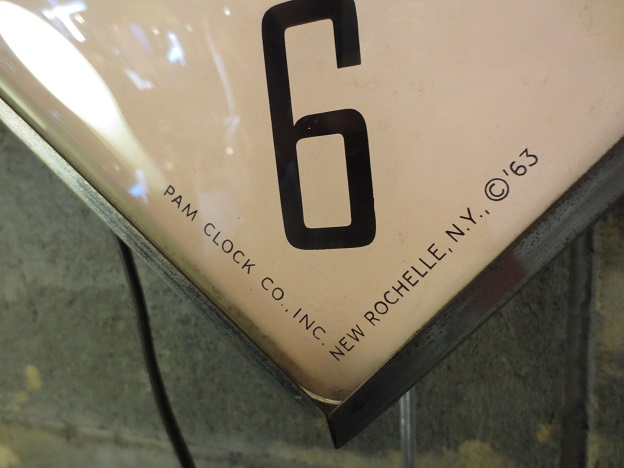 6
PAM CLOCK CO., INC.
NEW ROCHELLE, N.Y., ©'63